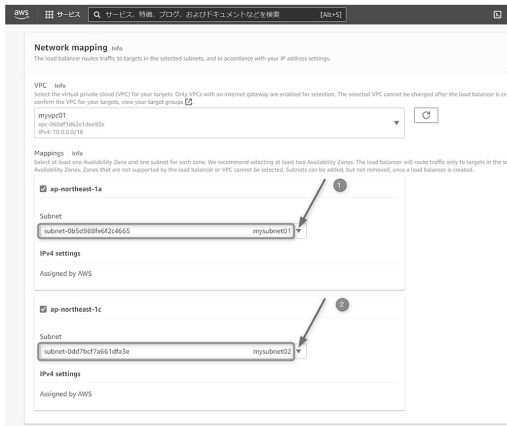 aws サービス サービス、特徴、ブログ、およびドキュメントなどを検索 [Alt+S]
Network mapping Info
The load balancer routes traffic to targets in the selected subnets, and in accordance with your IP address settings.
VPC Info
Select the virtual private cloud (VPC) for your targets. Only VPCs with an internet gateway are enabled for selection. The selected VPC cannot be changed after the load balancer is cr
confirm the VPC for your targets, view your target groups
myvpc01
vpc-060df1d62e1dee93e
IPv4: 10.0.0.0/16
Mappings Info
Select at least one Availability Zone and one subnet for each zone. We recommend selecting at least two Availability Zones. The load balancer will route traffic only to targets in the se
Availability Zones. Zones that are not supported by the load balancer or VPC cannot be selected. Subnets can be added, but not removed, once a load balancer is created.
ap-northeast-1a
1
Subnet
subnet-0b5d988fe6f2c4665 mysubnet01
IPv4 settings
Assigned by AWS
ap-northeast-1c
2
Subnet
subnet-0dd7bcf7a661dfa3e mysubnet02
IPv4 settings
Assigned by AWS